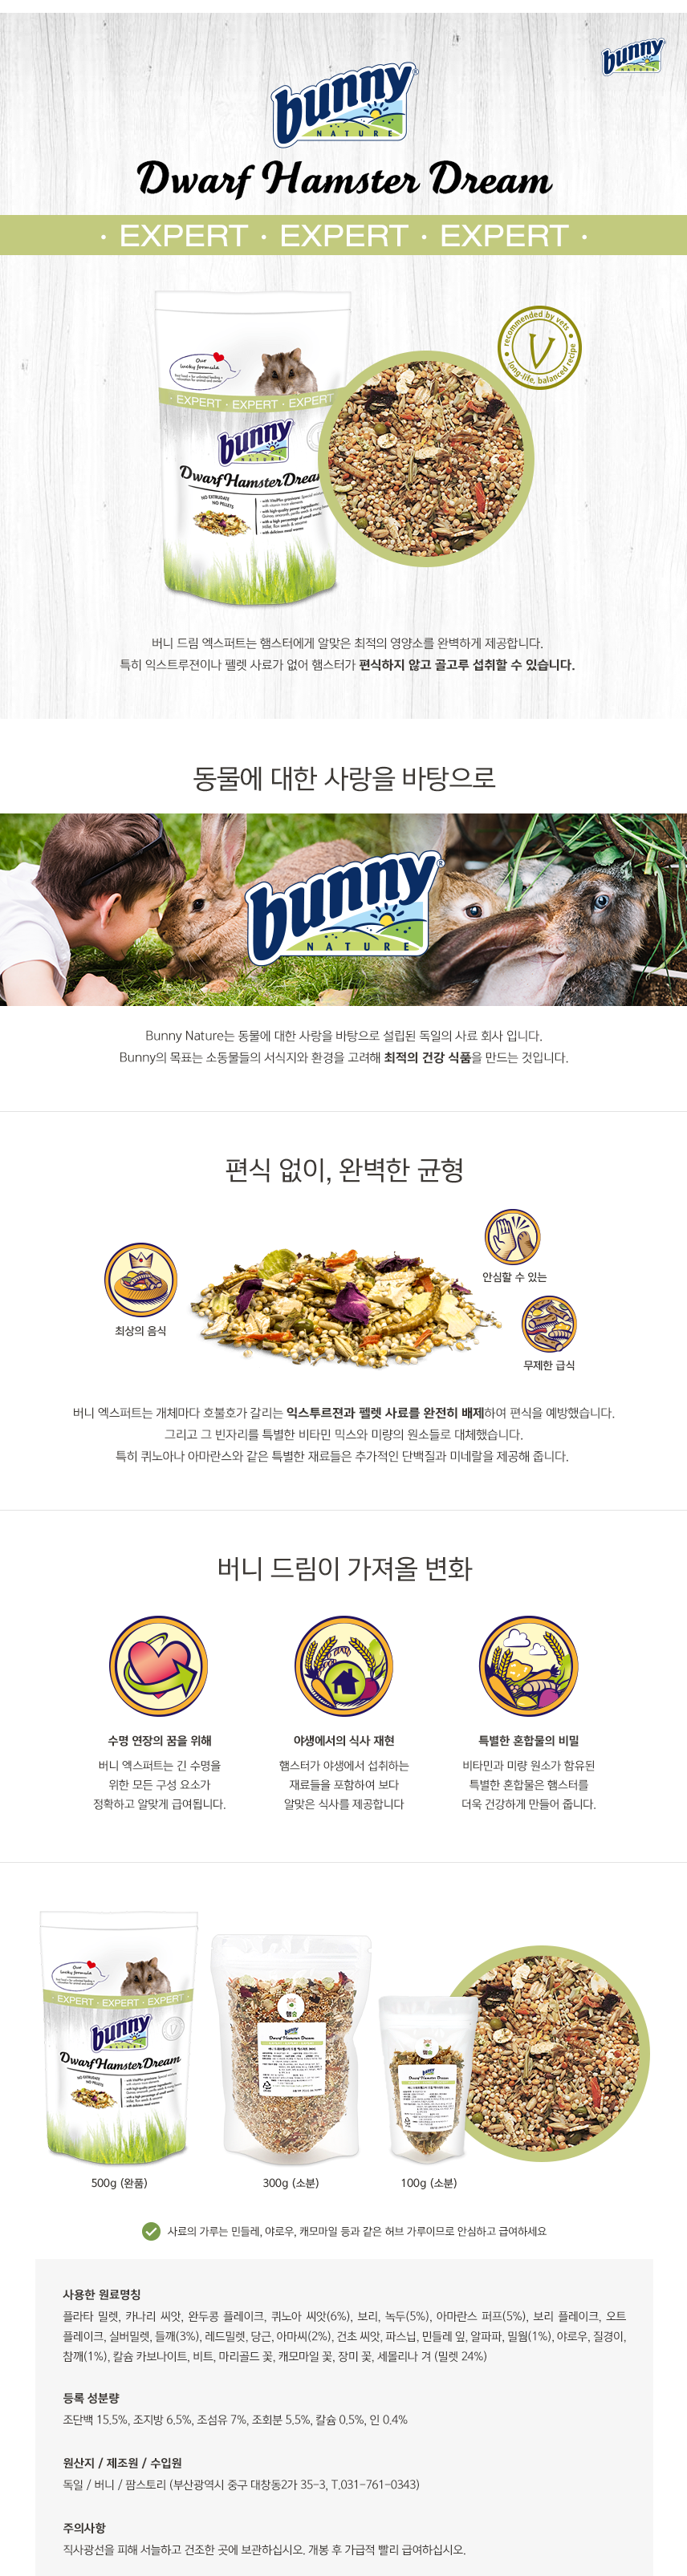 bunny
NATURE
bunny
NATURE
Dwarf Hamster Dream
· EXPERT · EXPERT · EXPERT ·
recommended by vets
long-life, balanced recipe
V
Our
lucky formula
· EXPERT · EXPERT · EXPERT
bunny
NATURE
Dwarf Hamster Dream
NO EXTRUDATE
NO PELLETS
버니 드림 엑스퍼트는 햄스터에게 알맞은 최적의 영양소를 완벽하게 제공합니다.
특히 익스트루젼이나 펠렛 사료가 없어 햄스터가 편식하지 않고 골고루 섭취할 수 있습니다.
동물에 대한 사랑을 바탕으로
bunny
NATURE
Bunny Nature는 동물에 대한 사랑을 바탕으로 설립된 독일의 사료 회사 입니다.
Bunny의 목표는 소동물들의 서식지와 환경을 고려해 최적의 건강 식품을 만드는 것입니다.
편식 없이, 완벽한 균형
최상의 음식
안심할 수 있는
무제한 급식
버니 엑스퍼트는 개체마다 호불호가 갈리는 익스투르젼과 펠렛 사료를 완전히 배제하여 편식을 예방했습니다.
그리고 그 빈자리를 특별한 비타민 믹스와 미량의 원소들로 대체했습니다.
특히 퀴노아나 아마란스와 같은 특별한 재료들은 추가적인 단백질과 미네랄을 제공해 줍니다.
버니 드림이 가져올 변화
수명 연장의 꿈을 위해
버니 엑스퍼트는 긴 수명을
위한 모든 구성 요소가
정확하고 알맞게 급여됩니다.
야생에서의 식사 재현
햄스터가 야생에서 섭취하는
재료들을 포함하여 보다
알맞은 식사를 제공합니다
특별한 혼합물의 비밀
비타민과 미량 원소가 함유된
특별한 혼합물은 햄스터를
더욱 건강하게 만들어 줍니다.
Our
lucky formula
· EXPERT · EXPERT · EXPERT ·
bunny
NATURE
Dwarf Hamster Dream
NO EXTRUDATE
NO PELLETS
bunny
Dwarf Hamster Dream
bunny
Dwarf Hamster Dream
500g (완품)
300g (소분)
100g (소분)
사료의 가루는 민들레, 야로우, 캐모마일 등과 같은 허브 가루이므로 안심하고 급여하세요
사용한 원료명칭
플라타 밀렛, 카나리 씨앗, 완두콩 플레이크, 퀴노아 씨앗(6%), 보리, 녹두(5%), 아마란스 퍼프(5%), 보리 플레이크, 오트
플레이크, 실버밀렛, 들깨(3%), 레드밀렛, 당근, 아마씨(2%), 건초 씨앗, 파스닙, 민들레 잎, 알파파, 밀웜(1%), 야로우, 질경이,
참깨(1%), 칼슘 카보나이트, 비트, 마리골드 꽃, 캐모마일 꽃, 장미 꽃, 세몰리나 겨 (밀렛 24%)
등록 성분량
조단백 15.5%, 조지방 6.5%, 조섬유 7%, 조회분 5.5%, 칼슘 0.5%, 인 0.4%
원산지 / 제조원 / 수입원
독일 / 버니 / 팜스토리 (부산광역시 중구 대창동2가 35-3, T.031-761-0343)
주의사항
직사광선을 피해 서늘하고 건조한 곳에 보관하십시오. 개봉 후 가급적 빨리 급여하십시오.